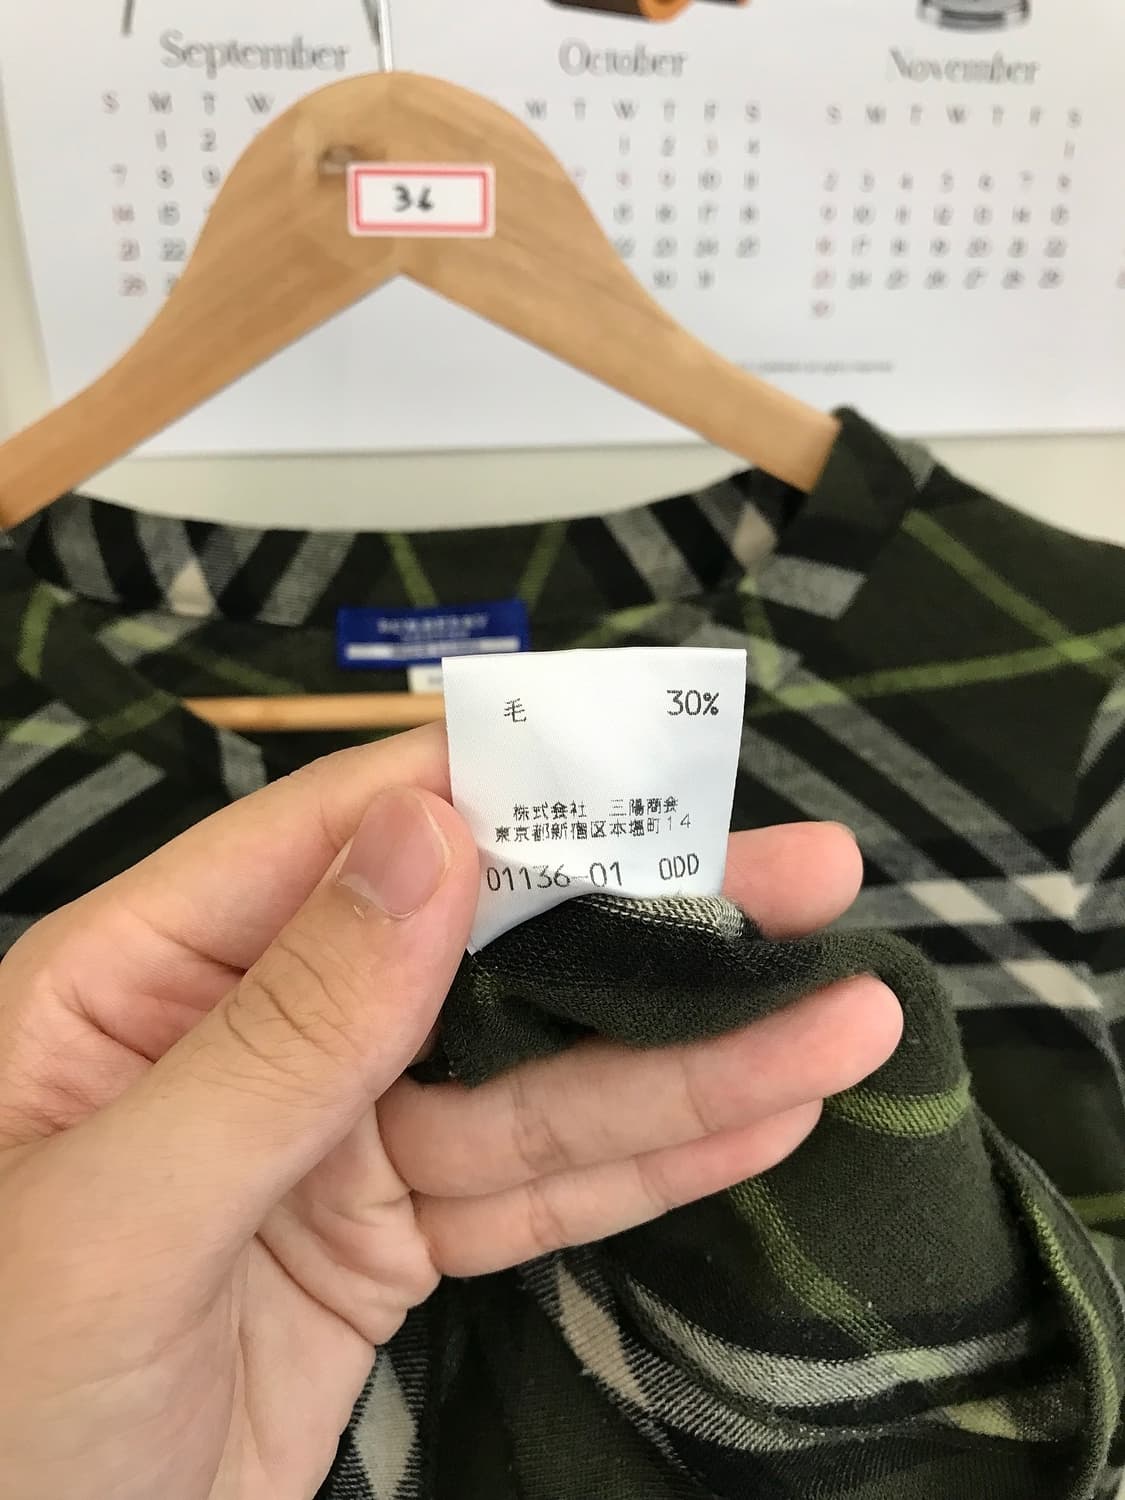 September
October
November
S M T W
W T W T F S
S M T W T F S
1 2
1 2 3 4
1
7 8 9
7 8 9 10 11
2 3 4 5 6 7 8
14 15
15 16 17 18
9 10 11 12 13 14 15
21 22
22 23 24 25
16 17 18 19 20 21 22
28
30 31
23 24 25 26 27 28 29
30
36
BURBERRY
毛 30%
株式会社 三陽商会
東京都新宿区本塩町14
01136-01 ODD